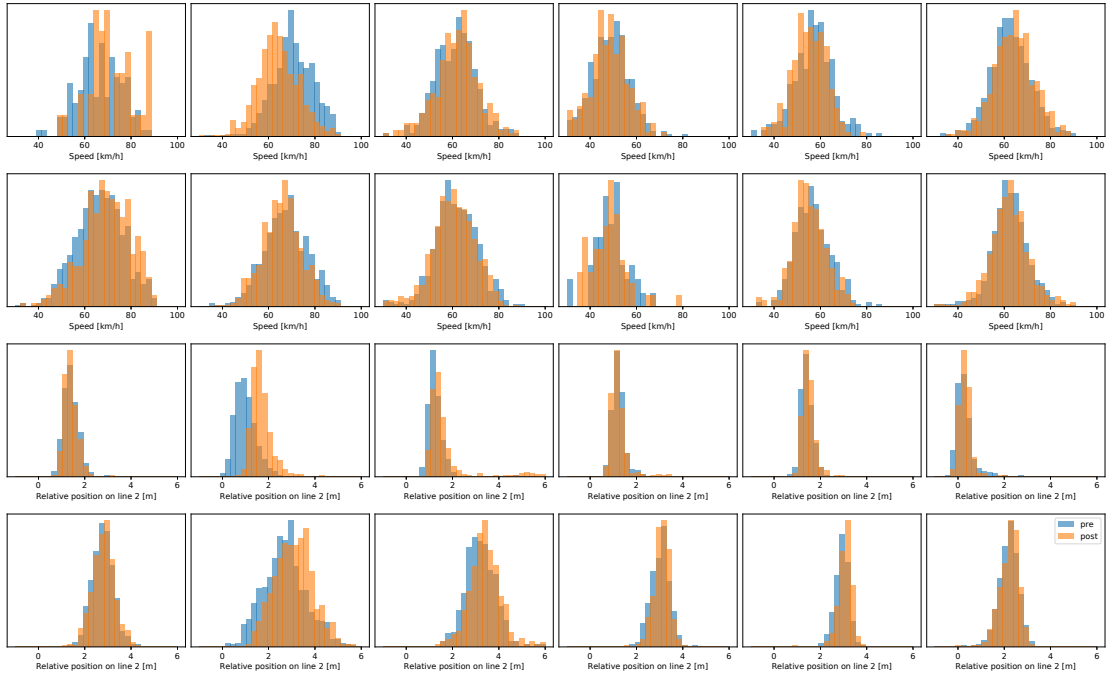 40 60 80 100 40 60 80 100 40 60 80 100 40 60 80 100 40 60 80 100 40 60 80 100
Speed [km/h] Speed [km/h] Speed [km/h] Speed [km/h] Speed [km/h] Speed [km/h]
40 60 80 100 40 60 80 100 40 60 80 100 40 60 80 100 40 60 80 100 40 60 80 100
Speed [km/h] Speed [km/h] Speed [km/h] Speed [km/h] Speed [km/h] Speed [km/h]
0 2 4 6 0 2 4 6 0 2 4 6 0 2 4 6 0 2 4 6 0 2 4 6
Relative position on line 2 [m] Relative position on line 2 [m] Relative position on line 2 [m] Relative position on line 2 [m] Relative position on line 2 [m] Relative position on line 2 [m]
pre
post
0 2 4 6 0 2 4 6 0 2 4 6 0 2 4 6 0 2 4 6 0 2 4 6
Relative position on line 2 [m] Relative position on line 2 [m] Relative position on line 2 [m] Relative position on line 2 [m] Relative position on line 2 [m] Relative position on line 2 [m]